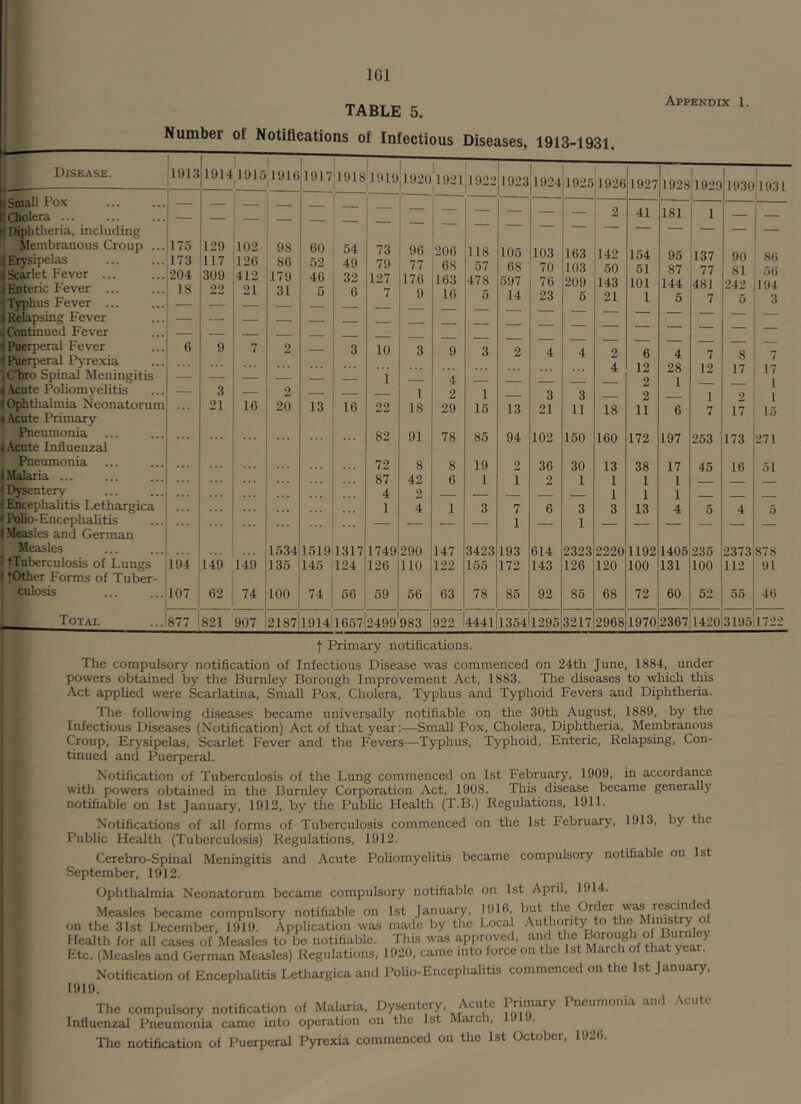 161
APPENDIX 1.
TABLE 5.
Number of Notifications of Infectious Diseases, 1913-1931.
DISEASE. 1913 1914 1915 1916 1917 1918 1919 1920 1921 1922 1923 1924 1925 1926 1927 1928 1929 1930 1931
Small Pox — — — — — — — — — — — — — 2 41 181 1 — —
Cholera ... — — — — — — — — — — — — — — — — — — —
Diphtheria, including
Membranous Croup ... 175 129 102 98 60 54 73 96 206 118 105 103 163 142 154 95 137 90 86
Erysipelas 173 117 126 86 52 49 79 77 68 57 68 70 103 50 51 87 77 81 56
Scarlet Fever ... 204 309 412 179 46 32 127 176 163 478 597 76 209 143 101 144 481 242 194
Enteric Fever ... 18 22 21 31 5 6 7 9 16 5 14 23 5 21 1 5 7 5 3
Typhus Fever ... — — — — — — — — — — — — — — — — — — —
Relapsing Fever — — — — — — — — — — — — — — — — — — —
Continued Fever — — — — — — — — — — — — — — — — — — —
Puerperal Fever 6 9 7 2 — 3 10 3 9 3 2 4 4 2 6 4 7 8 7
Puerperal Pyrexia ... ... ... ... ... ... ... ... ... ... ... ... ... 4 12 28 12 17 17
C'bro Spinal Meningitis — — — — — — 1 — 4 — — — — — 2 1 — — 1
Acute Poliomyelitis — 3 — 2 — — — 1 2 1 — 3 3 — 2 — 1 2 1
Ophthalmia Neonatorum ... 21 16 20 13 16 22 18 29 15 13 21 11 18 11 6 7 17 15
Acute Primary
Pneumonia ... ... ... ... ... ... ... 82 91 78 85 94 102 150 160 172 197 253 173 271
Acute Influenzal
Pneumonia ... ... ... ... ... ... ... 72 8 8 19 2 36 30 13 38 17 45 16 51
Malaria ... ... ... ... ... ... ... 87 42 6 1 1 2 1 1 1 1 — — —
Dysentery ... ... ... ... ... ... 4 2 — — — — — 1 1 1 — — —
Encephalitis Lethargica ... ... ... ... ... ... 1 4 1 3 7 6 3 3 13 4 5 4 5
Polio-Encephalitis ... ... ... ... ... ... — — — — 1 — 1 — — — — — —
Measles and German
Measles ... ... ... 1534 1519 1317 1749 290 147 3423 193 614 2323 2220 1192 1405 235 2373 878
†Tuberculosis of Lungs 194 149 149 135 145 124 126 110 122 155 172 143 126 120 100 131 100 112 91
†Other Forms of Tuber-
culosis 107 62 74 100 74 56 59 56 63 78 85 92 85 68 72 60 52 55 46
TOTAL ... 877 821 907 2187 1914 1657 2499 983 922 4441 1354 1295 3217 2968 1970 2367 1420 3195 1722
† Primary notifications.
The compulsory notification of Infectious Disease was commenced on 24th June, 1884, under
powers obtained by the Burnley Borough Improvement Act, 1883. The diseases to which this
Act applied were Scarlatina, Small Pox, Cholera, Typhus and Typhoid Fevers and Diphtheria.
The following diseases became universally notifiable on the 30th August, 1889, by the
Infectious Diseases (Notification) Act of that year:—Small Pox, Cholera, Diphtheria, Membranous
Croup, Erysipelas, Scarlet Fever and the Fevers—Typhus, Typhoid, Enteric, Relapsing, Con-
tinued and Puerperal.
Notification of Tuberculosis of the Lung commenced on 1st February, 1909, in accordance
with powers obtained in the Burnley Corporation Act, 1908. This disease became generally
notifiable on 1st January, 1912, by the Public Health (T.B.) Regulations, 1911.
Notifications of all forms of Tuberculosis commenced on the 1st February, 1913, by the
Public Health (Tuberculosis) Regulations, 1912.
Cerebro-Spinal Meningitis and Acute Poliomyelitis became compulsory notifiable on 1st
September, 1912.
Ophthalmia Neonatorum became compulsory notifiable on 1st April, 1914.
Measles became compulsory notifiable on 1st January, 1916, but the Order was rescinded
on the 31st December, 1919. Application was made by the Local Authority to the Ministry of
Health for all cases of Measles to be notifiable. This was approved, and the Borough of Burnley
Etc. (Measles and German Measles) Regulations, 1920, came into force on the 1st March of that year.
Notification of Encephalitis Lethargica and Polio-Encephalitis commenced on the 1st January,
1919.
The compulsory notification of Malaria, Dysentery, Acute Primary Pneumonia and Acute
Influenzal Pneumonia came into operation on the 1st March, 1919.
The notification of Puerperal Pyrexia commenced on the 1st October, 1926.